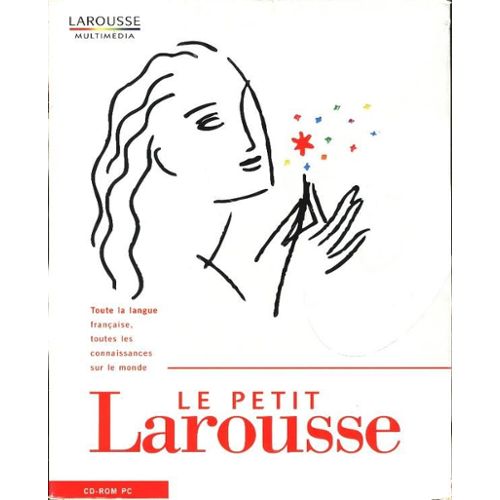 LAROUSSE
MULTIMÉDIA
Toute la langue
française,
toutes les
connaissances
sur le monde
LE PETIT
Larousse
CD-ROM PC